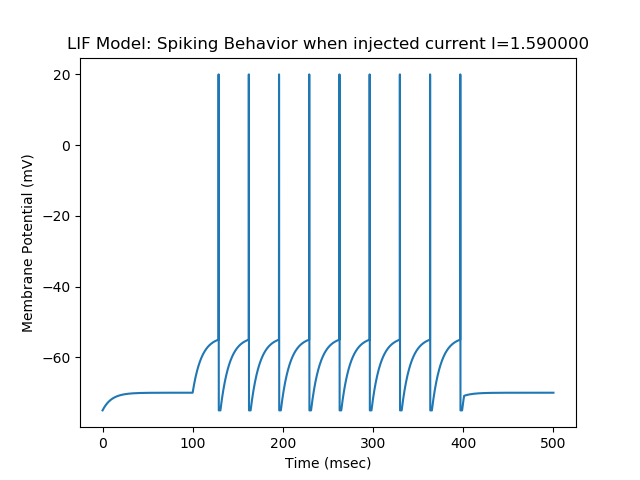 LIF Model: Spiking Behavior when injected current I=1.590000
20
0
−20
−40
−60
Membrane Potential (mV)
0 100 200 300 400 500
Time (msec)